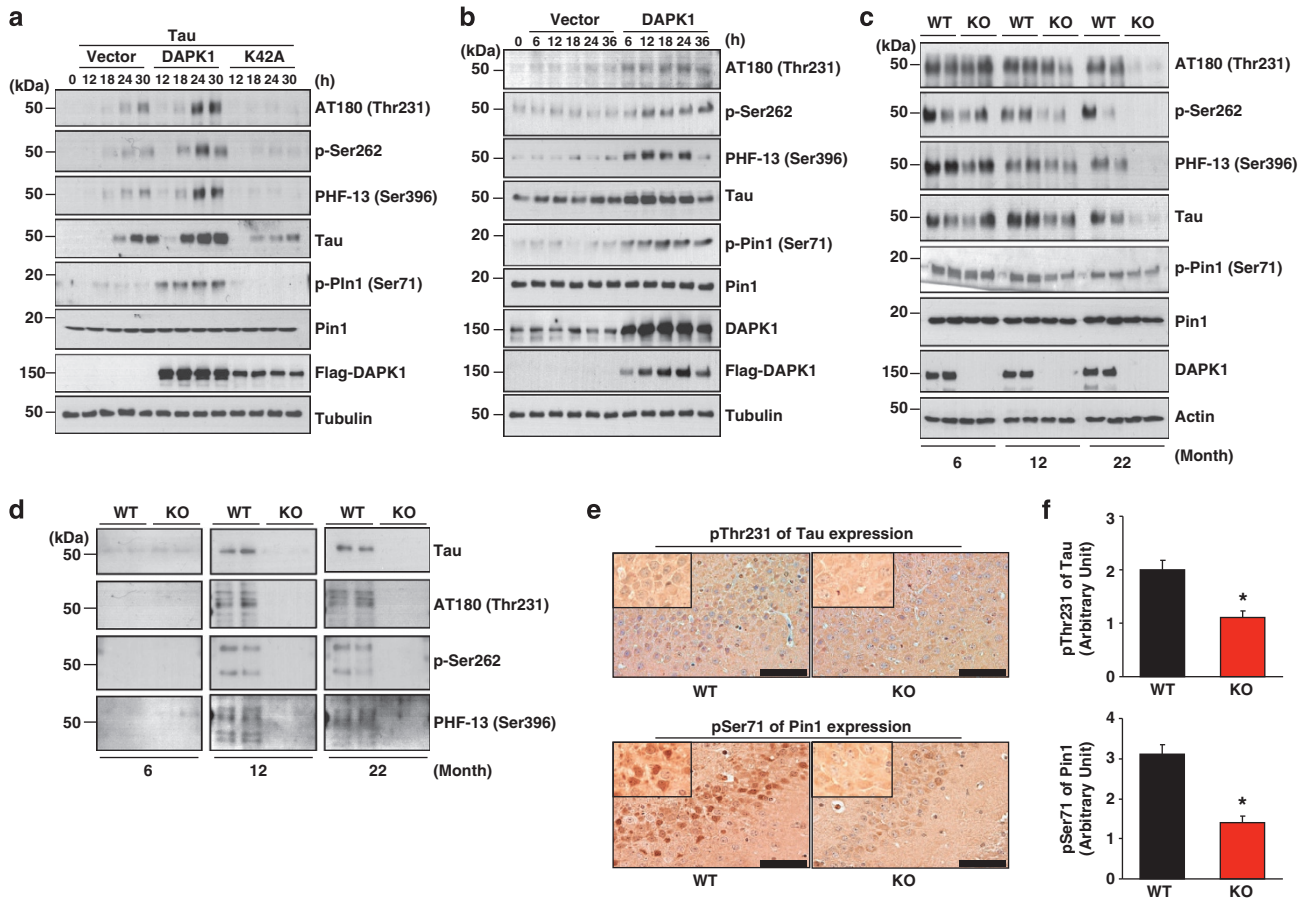 a
Tau
Vector DAPK1 K42A
(kDa) 0 12 18 24 30 12 18 24 30 12 18 24 30 (h)
50 AT180 (Thr231)
50 p-Ser262
50 PHF-13 (Ser396)
50 Tau
20 p-PIn1 (Ser71)
20 Pin1
150 Flag-DAPK1
50 Tubulin
b
Vector DAPK1
(kDa) 0 6 12 18 24 36 6 12 18 24 36 (h)
50 AT180 (Thr231)
50 p-Ser262
50 PHF-13 (Ser396)
50 Tau
20 p-Pin1 (Ser71)
20 Pin1
150 DAPK1
150 Flag-DAPK1
50 Tubulin
c
WT KO WT KO WT KO
(kDa)
50 AT180 (Thr231)
50 p-Ser262
50 PHF-13 (Ser396)
50 Tau
20 p-Pin1 (Ser71)
20 Pin1
150 DAPK1
50 Actin
6 12 22 (Month)
d
WT KO WT KO WT KO
(kDa)
50 Tau
50 AT180 (Thr231)
50 p-Ser262
50 PHF-13 (Ser396)
6 12 22 (Month)
e
pThr231 of Tau expression
WT KO
pSer71 of Pin1 expression
WT KO
f
pThr231 of Tau
(Arbitrary Unit)
3
2
1
0
*
WT KO
pSer71 of Pin1
(Arbitrary Unit)
4
3
2
1
0
*
WT KO